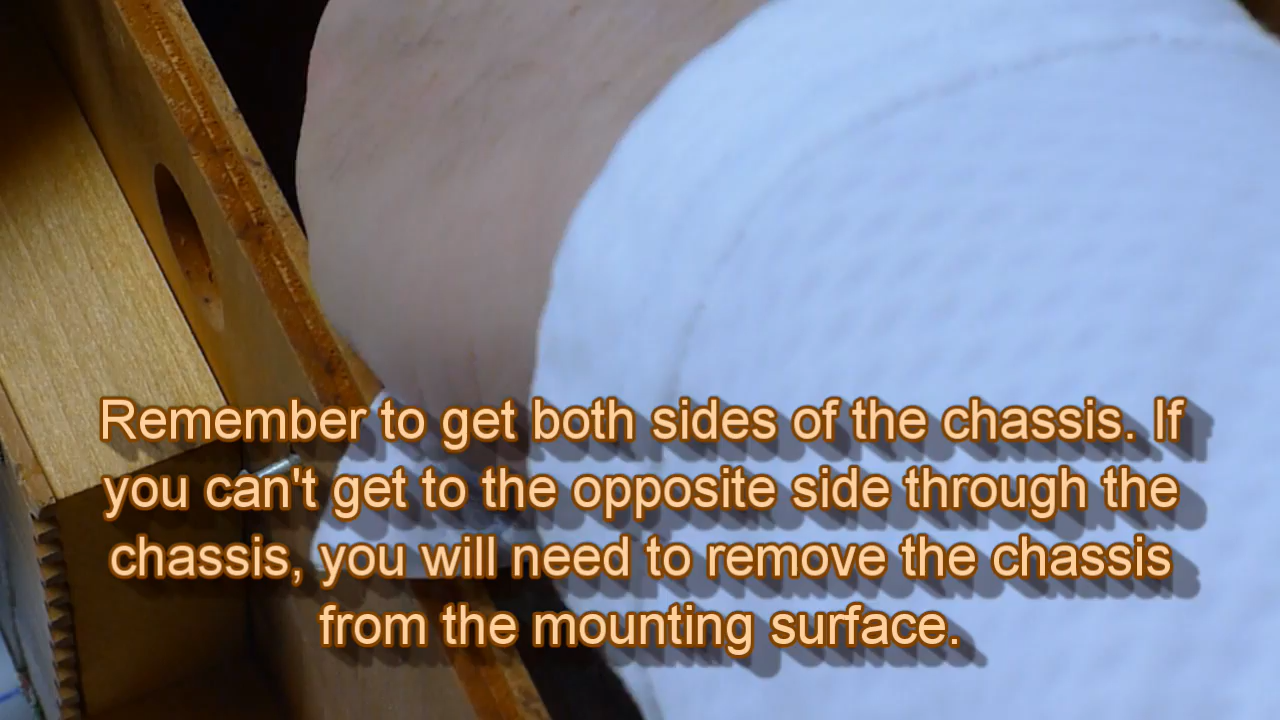 Remember to get both sides of the chassis. If
you can't get to the opposite side through the
chassis, you will need to remove the chassis
from the mounting surface.